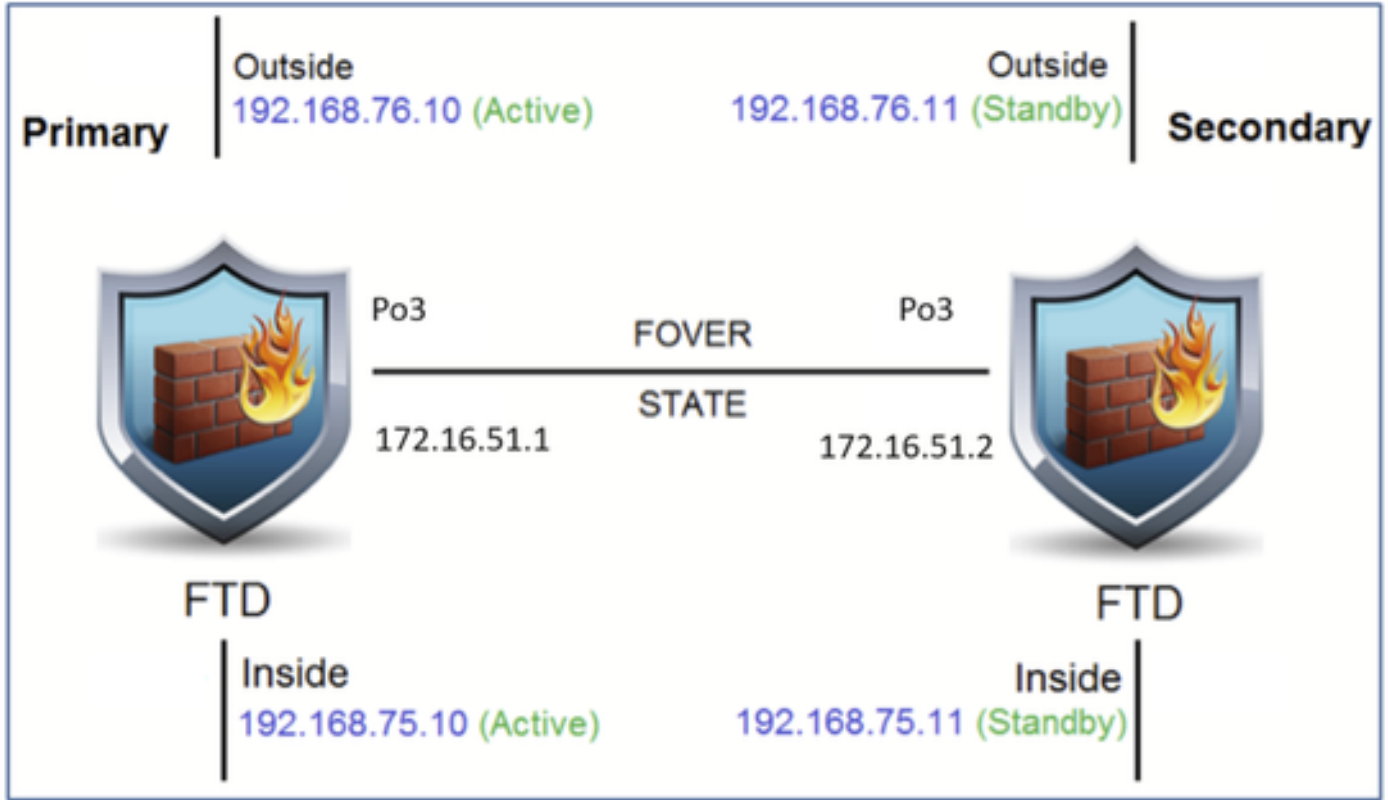 Primary
Outside
192.168.76.10 (Active)
Outside
192.168.76.11 (Standby)
Secondary
Po3
FOVER
Po3
STATE
172.16.51.1
172.16.51.2
FTD
FTD
Inside
192.168.75.10 (Active)
Inside
192.168.75.11 (Standby)